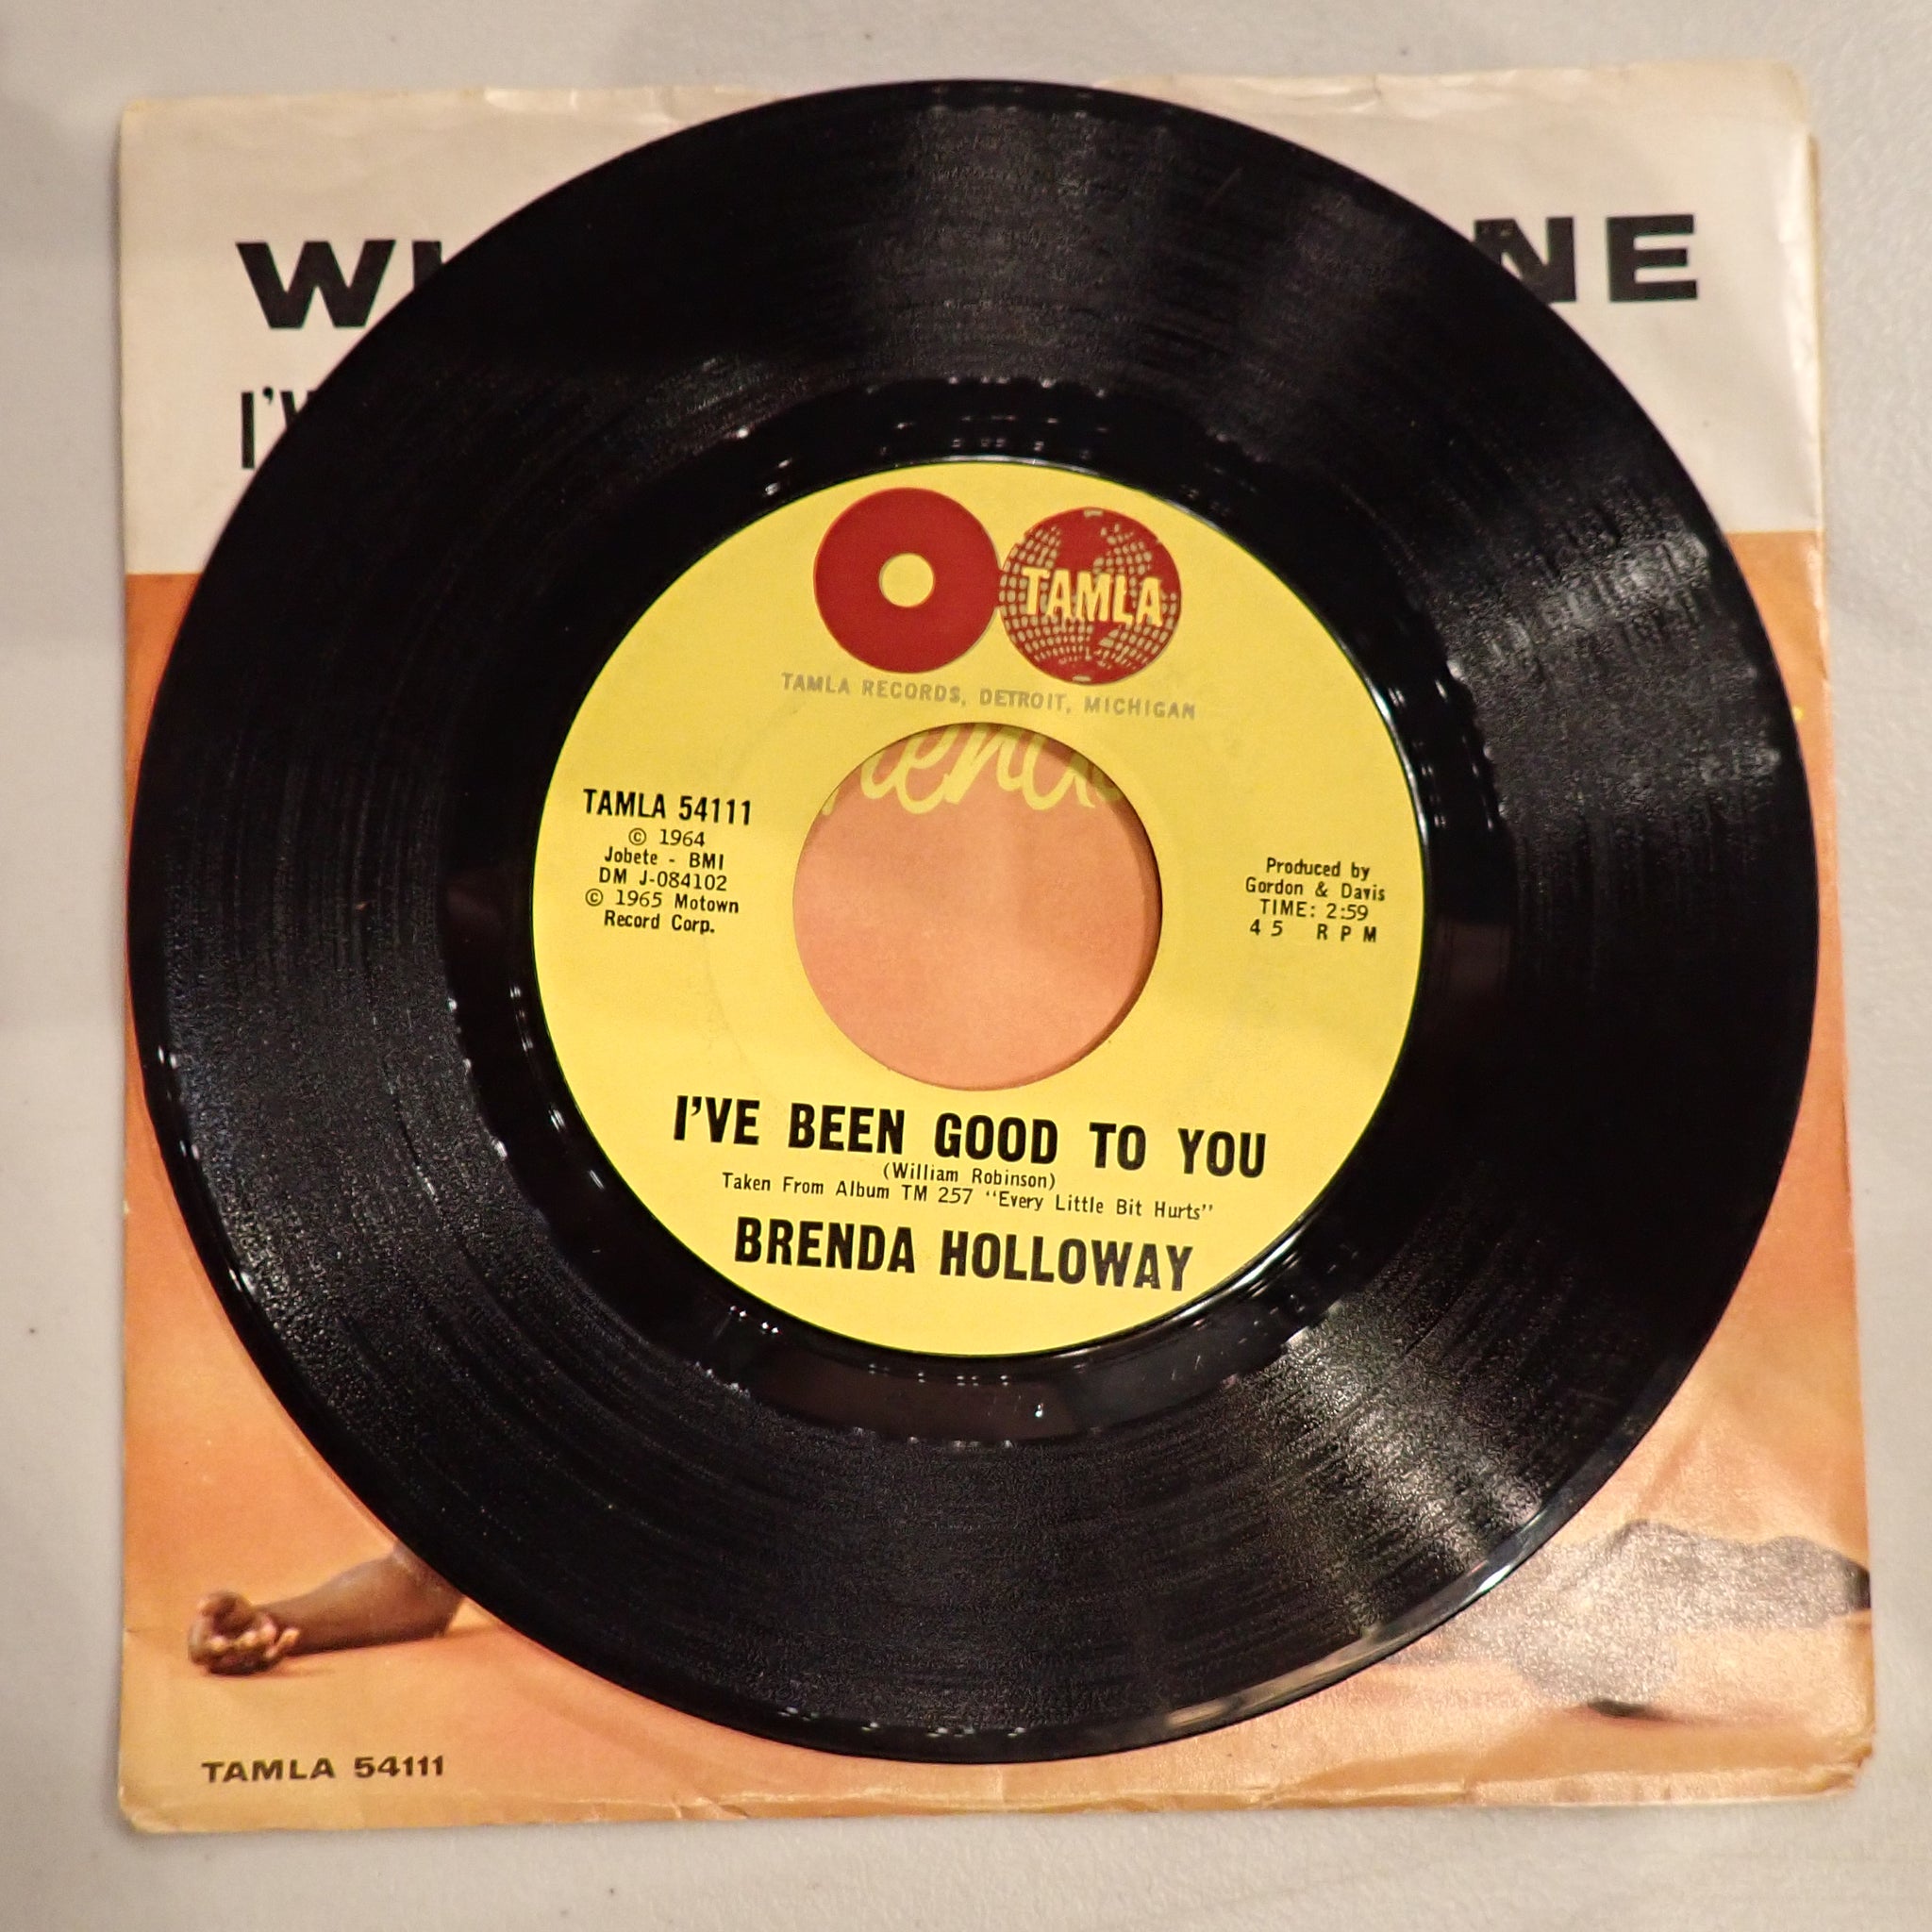 NE
TAMLA
TAMLA RECORDS, DETROIT, MICHIGAN
TAMLA 54111
© 1964
Jobete - BMI
DM J-084102
© 1965 Motown
Record Corp.
Produced by
Gordon & Davis
TIME: 2:59
45 RPM
I'VE BEEN GOOD TO YOU
(William Robinson)
Taken From Album TM 257 "Every Little Bit Hurts"
BRENDA HOLLOWAY
TAMLA 54111